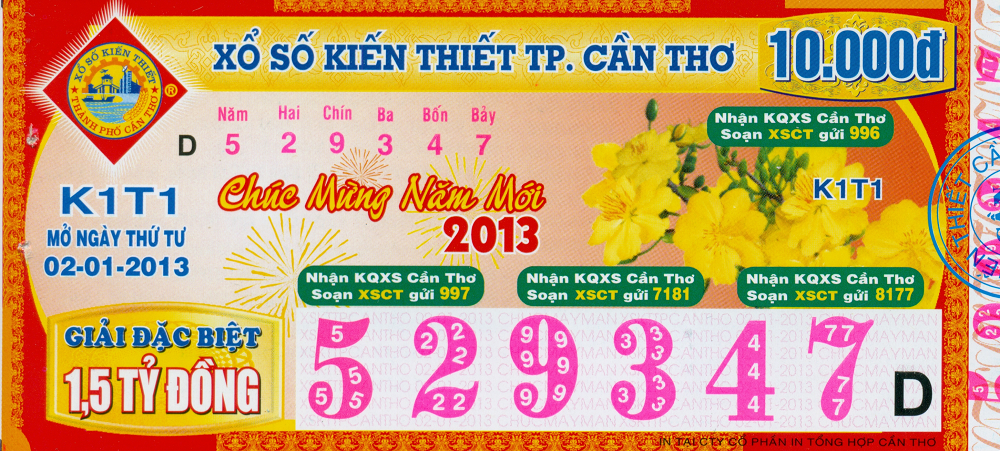 XỔ SỐ KIẾN THIẾT TP. CẦN THƠ
10.000đ
XỔ SỐ KIẾN THIẾT
THÀNH PHỐ CẦN THƠ
®
Năm Hai Chín Ba Bốn Bảy
D 5 2 9 3 4 7
Nhận KQXS Cần Thơ
Soạn XSCT gửi 996
K1T1
K1T1
MỞ NGÀY THỨ TƯ
02-01-2013
Chúc Mừng Năm Mới
2013
Nhận KQXS Cần Thơ
Soạn XSCT gửi 997
Nhận KQXS Cần Thơ
Soạn XSCT gửi 7181
Nhận KQXS Cần Thơ
Soạn XSCT gửi 8177
GIẢI ĐẶC BIỆT
1,5 TỶ ĐỒNG
529347 D
IN TẠI CTY CỔ PHẦN IN TỔNG HỢP CẦN THƠ